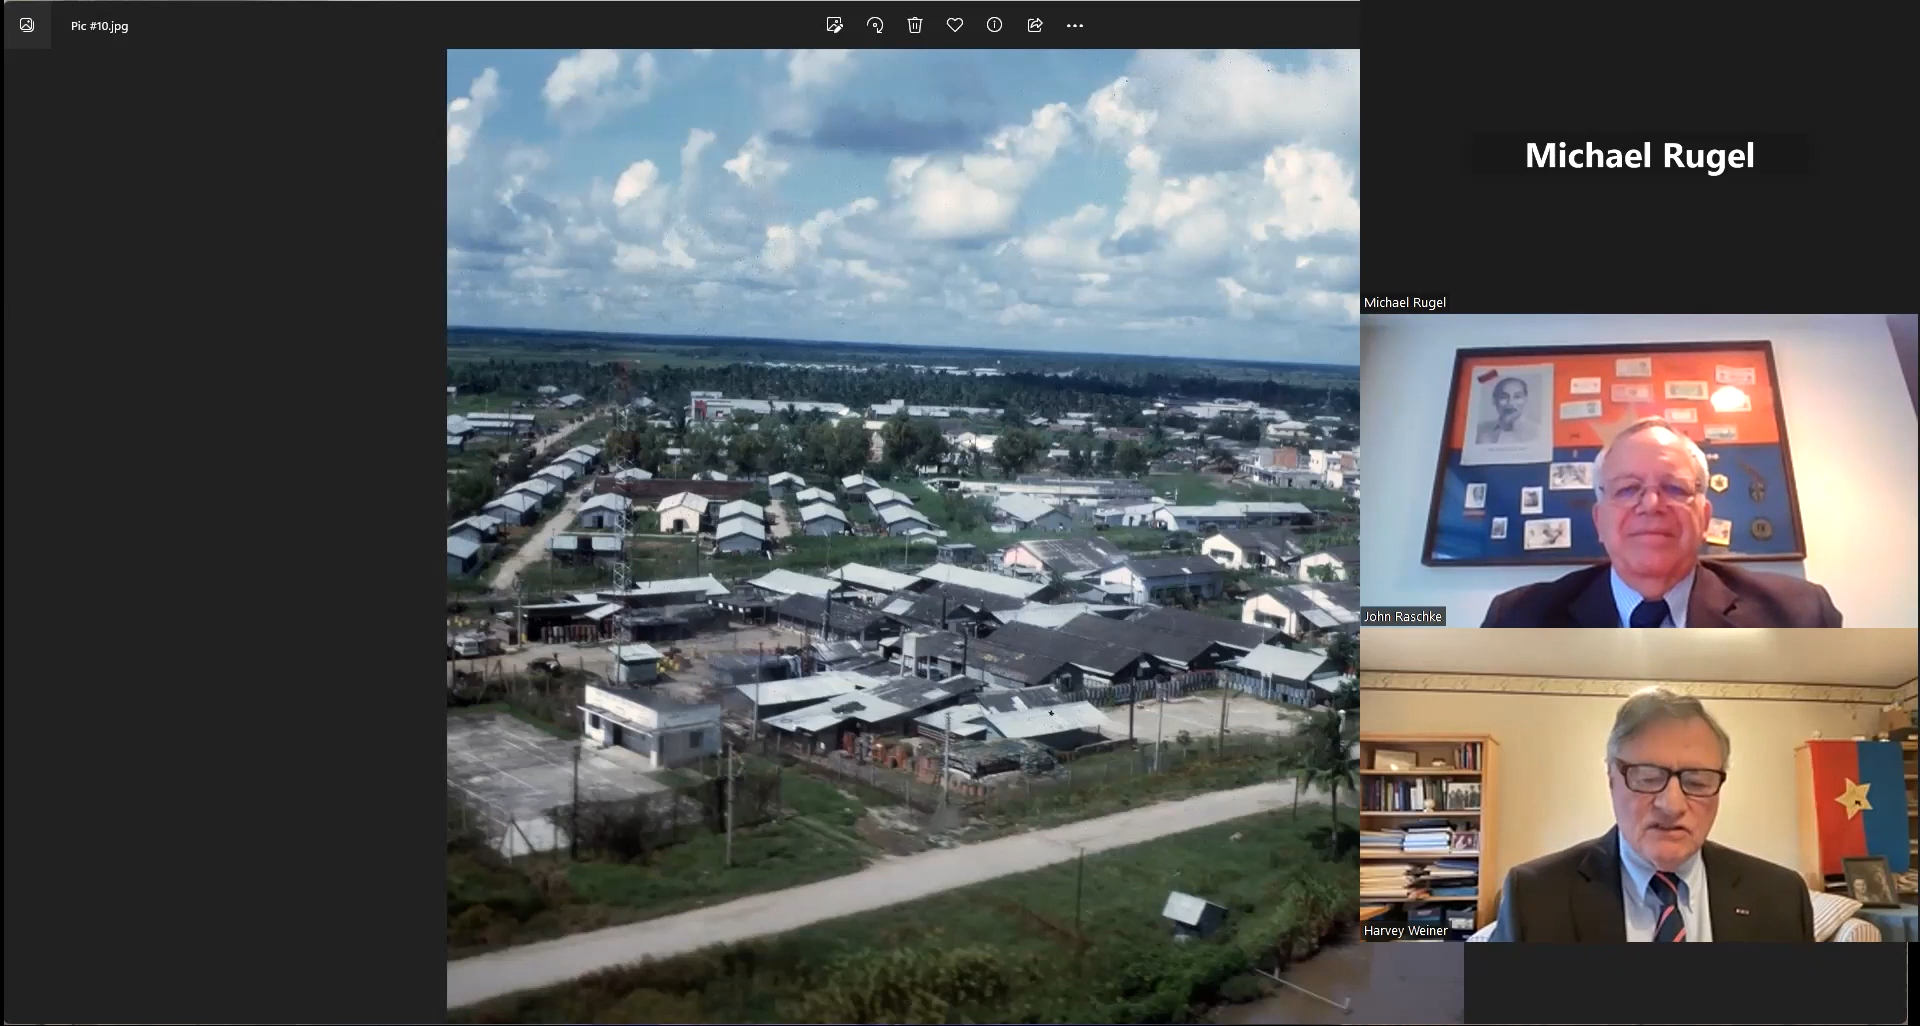 Pic #10.jpg
Michael Rugel
Michael Rugel
John Raschke
Harvey Weiner